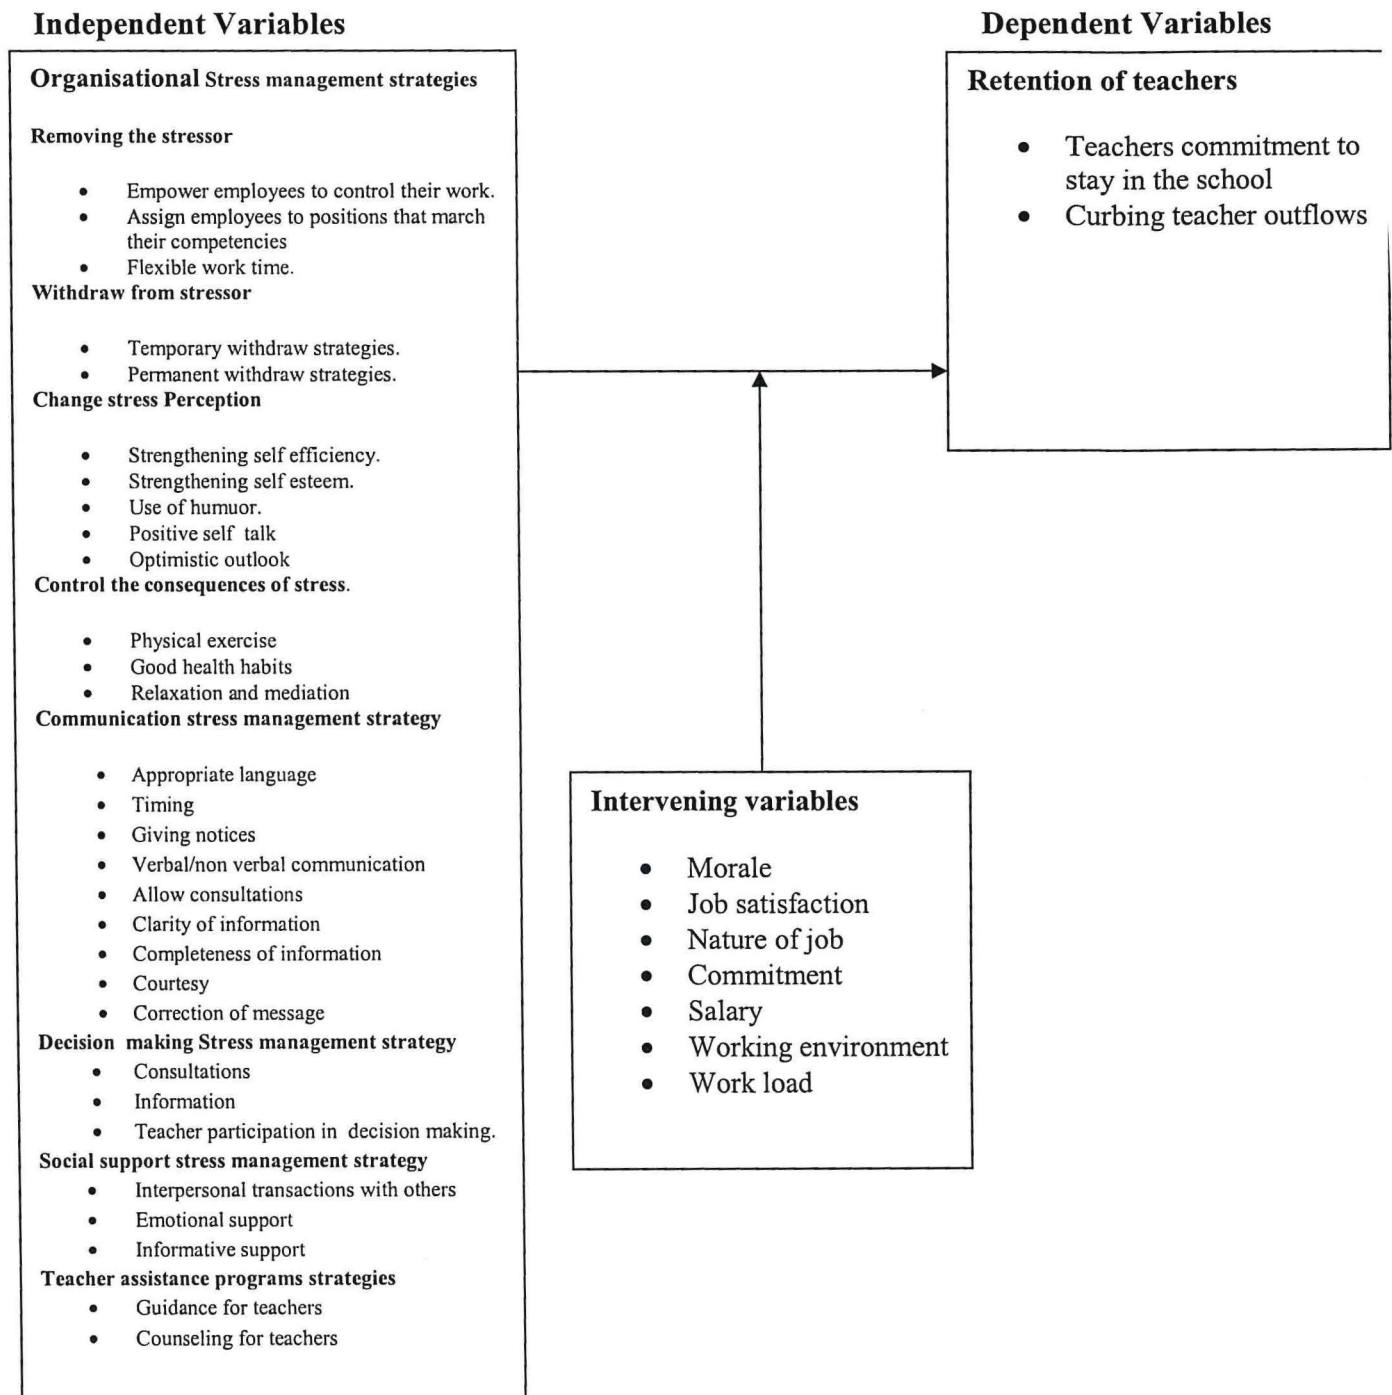 Independent Variables
Organisational Stress management strategies
Removing the stressor
• Empower employees to control their work.
• Assign employees to positions that march
their competencies
• Flexible work time.
Withdraw from stressor
• Temporary withdraw strategies.
• Permanent withdraw strategies.
Change stress Perception
• Strengthening self efficiency.
• Strengthening self esteem.
• Use of humuor.
• Positive self talk
• Optimistic outlook
Control the consequences of stress.
• Physical exercise
• Good health habits
• Relaxation and mediation
Communication stress management strategy
• Appropriate language
• Timing
• Giving notices
• Verbal/non verbal communication
• Allow consultations
• Clarity of information
• Completeness of information
• Courtesy
• Correction of message
Decision making Stress management strategy
• Consultations
• Information
• Teacher participation in decision making.
Social support stress management strategy
• Interpersonal transactions with others
• Emotional support
• Informative support
Teacher assistance programs strategies
• Guidance for teachers
• Counseling for teachers
Dependent Variables
Retention of teachers
• Teachers commitment to
stay in the school
• Curbing teacher outflows
Intervening variables
• Morale
• Job satisfaction
• Nature of job
• Commitment
• Salary
• Working environment
• Work load